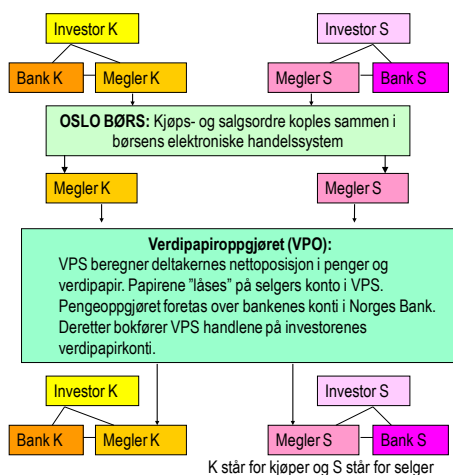 Investor K Investor S
Bank K Megler K Megler S Bank S
OSLO BØRS: Kjøps- og salgsordre koples sammen i
børsens elektroniske handelssystem
Megler K Megler S
Verdipapiroppgjøret (VPO):
VPS beregner deltakernes nettoposisjon i penger og
verdipapir. Papirene "låses" på selgers konto i VPS.
Pengeoppgjøret foretas over bankenes konti i Norges Bank.
Deretter bokfører VPS handlene på investorenes
verdipapirkonti.
Investor K Investor S
Bank K Megler K Megler S Bank S
K står for kjøper og S står for selger